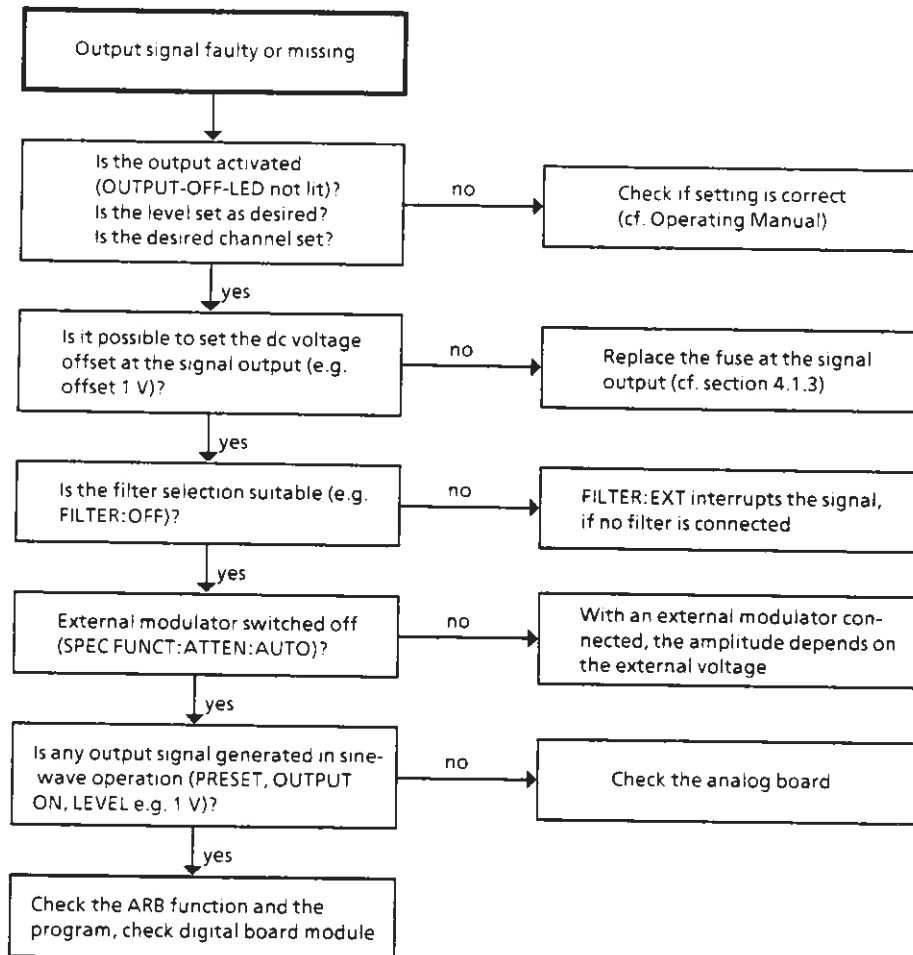 Output signal faulty or missing
Is the output activated
(OUTPUT-OFF-LED not lit)?
Is the level set as desired?
Is the desired channel set?
no
Check if setting is correct
(cf. Operating Manual)
yes
Is it possible to set the dc voltage
offset at the signal output (e.g.
offset 1 V)?
no
Replace the fuse at the signal
output (cf. section 4.1.3)
yes
Is the filter selection suitable (e.g.
FILTER:OFF)?
no
FILTER:EXT interrupts the signal,
if no filter is connected
yes
External modulator switched off
(SPEC FUNCT:ATTEN:AUTO)?
no
With an external modulator con-
nected, the amplitude depends on
the external voltage
yes
Is any output signal generated in sine-
wave operation (PRESET, OUTPUT
ON, LEVEL e.g. 1 V)?
no
Check the analog board
yes
Check the ARB function and the
program, check digital board module